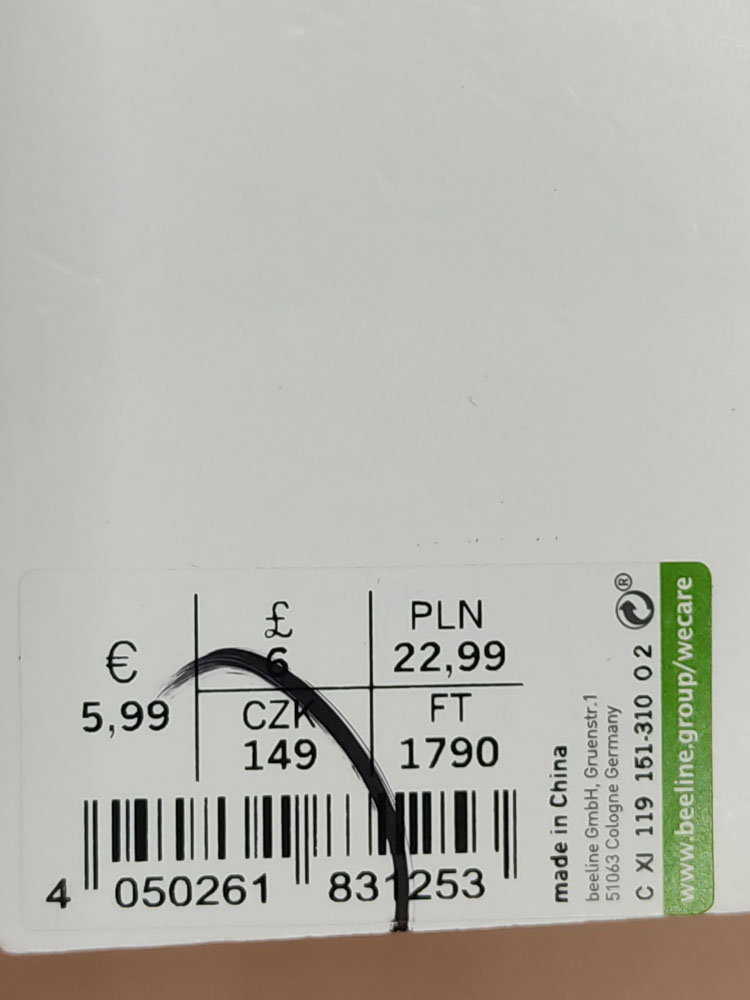 €
5,99
£
6
PLN
22,99
CZK
149
FT
1790
4 050261 831253
made in China
beeline GmbH, Gruenstr.1
51063 Cologne Germany
C XI 119 151-310 02 ®
www.beeline.group/wecare